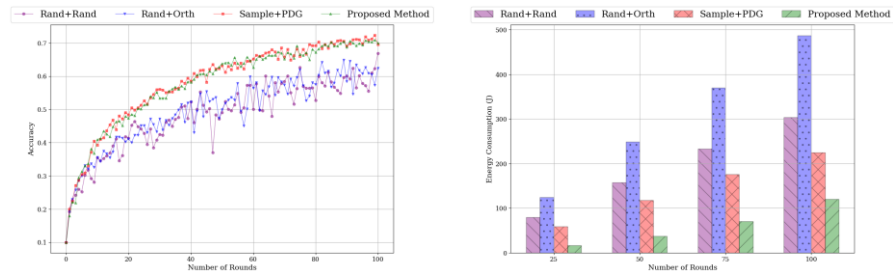 Rand+Rand Rand+Orth Sample+PDG Proposed Method
0.7
0.6
0.5
0.4
0.3
0.2
0.1
Accuracy
0 20 40 60 80 100
Number of Rounds
Rand+Rand Rand+Orth Sample+PDG Proposed Method
500
400
300
200
100
0
Energy Consumption (J)
25 50 75 100
Number of Rounds